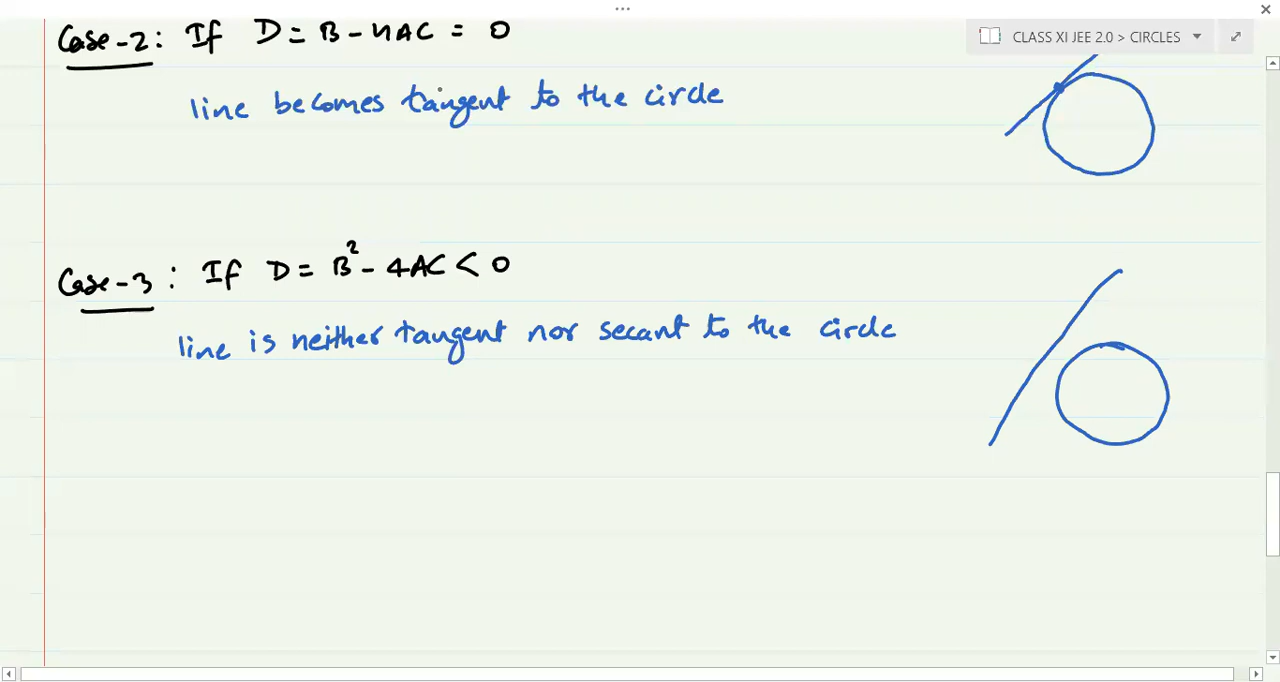 CLASS XI JEE 2.0 > CIRCLES
Case-2: If D = B - 4AC = 0
line becomes tangent to the circle
Case-3: If D = B² - 4AC < 0
line is neither tangent nor secant to the circle